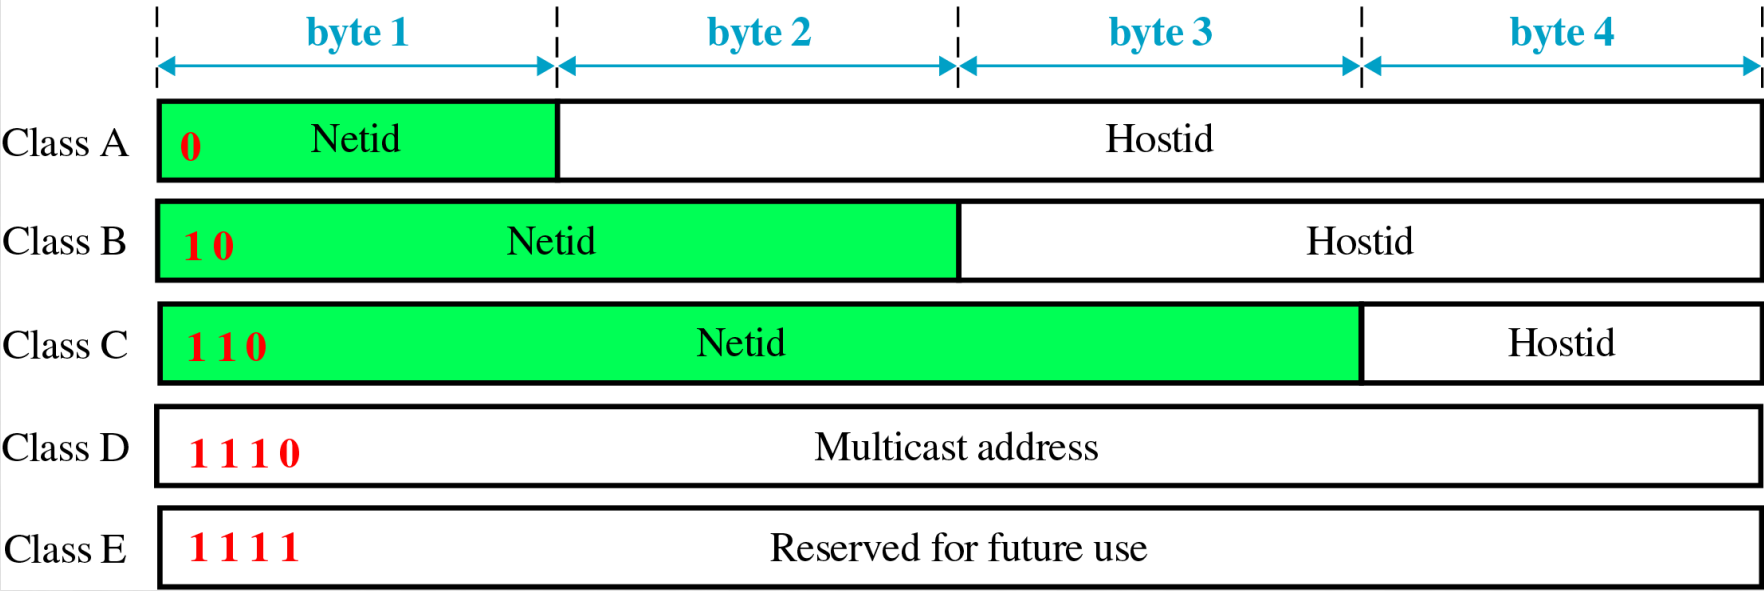 byte 1 byte 2 byte 3 byte 4
Class A 0 Netid Hostid
Class B 1 0 Netid Hostid
Class C 1 1 0 Netid Hostid
Class D 1 1 1 0 Multicast address
Class E 1 1 1 1 Reserved for future use